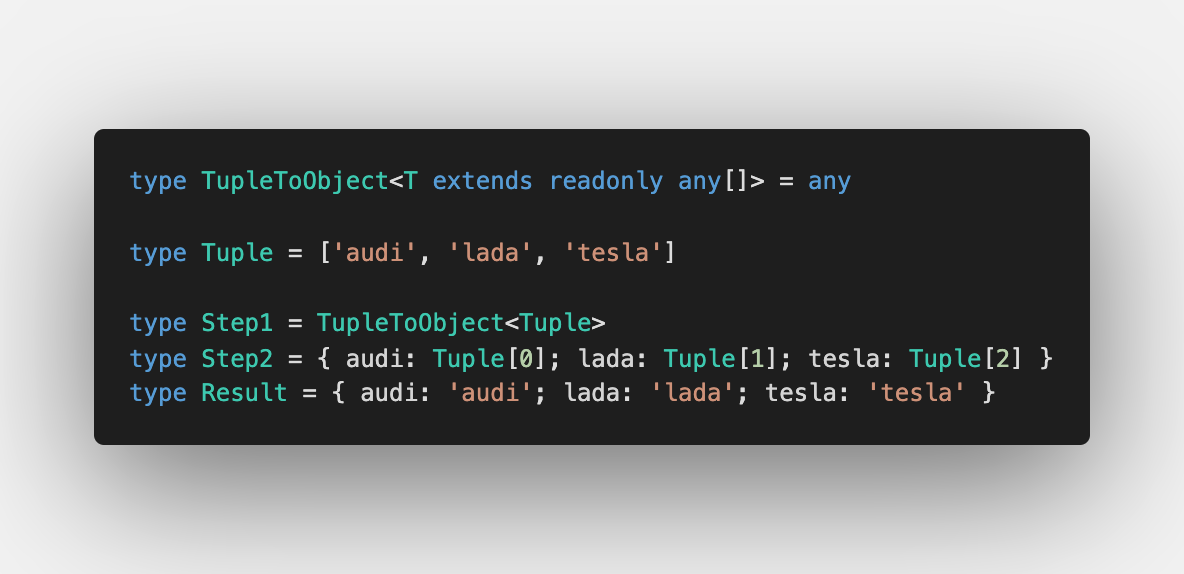 type TupleToObject<T extends readonly any[]> = any
type Tuple = ['audi', 'lada', 'tesla']
type Step1 = TupleToObject<Tuple>
type Step2 = { audi: Tuple[0]; lada: Tuple[1]; tesla: Tuple[2] }
type Result = { audi: 'audi'; lada: 'lada'; tesla: 'tesla' }